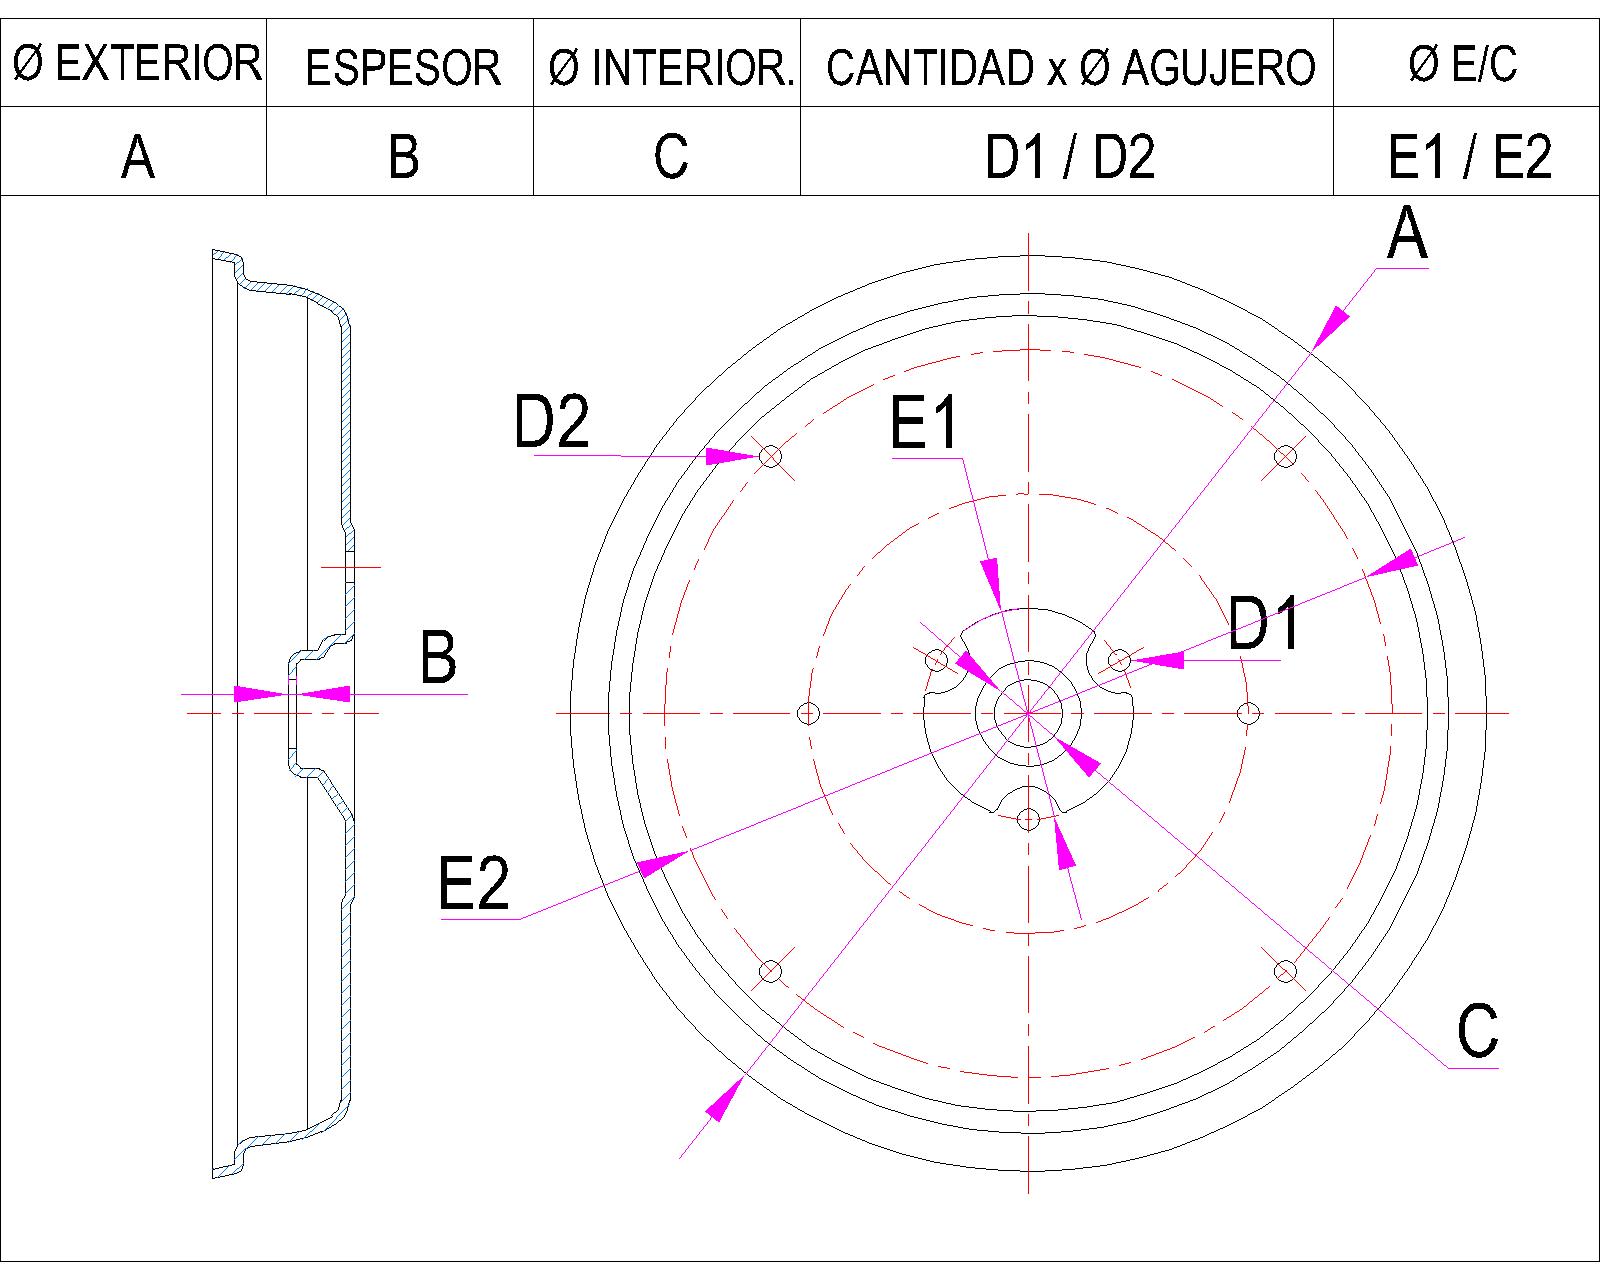 Ø EXTERIOR
ESPESOR
Ø INTERIOR.
CANTIDAD x Ø AGUJERO
Ø E/C
A
B
C
D1 / D2
E1 / E2
A
D2
E1
D1
B
E2
C